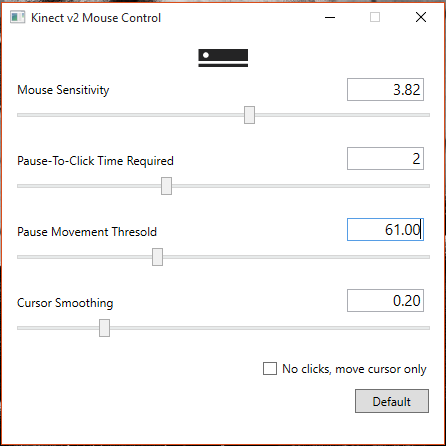 Kinect v2 Mouse Control
Mouse Sensitivity 3.82
Pause-To-Click Time Required 2
Pause Movement Thresold 61.00
Cursor Smoothing 0.20
No clicks, move cursor only
Default